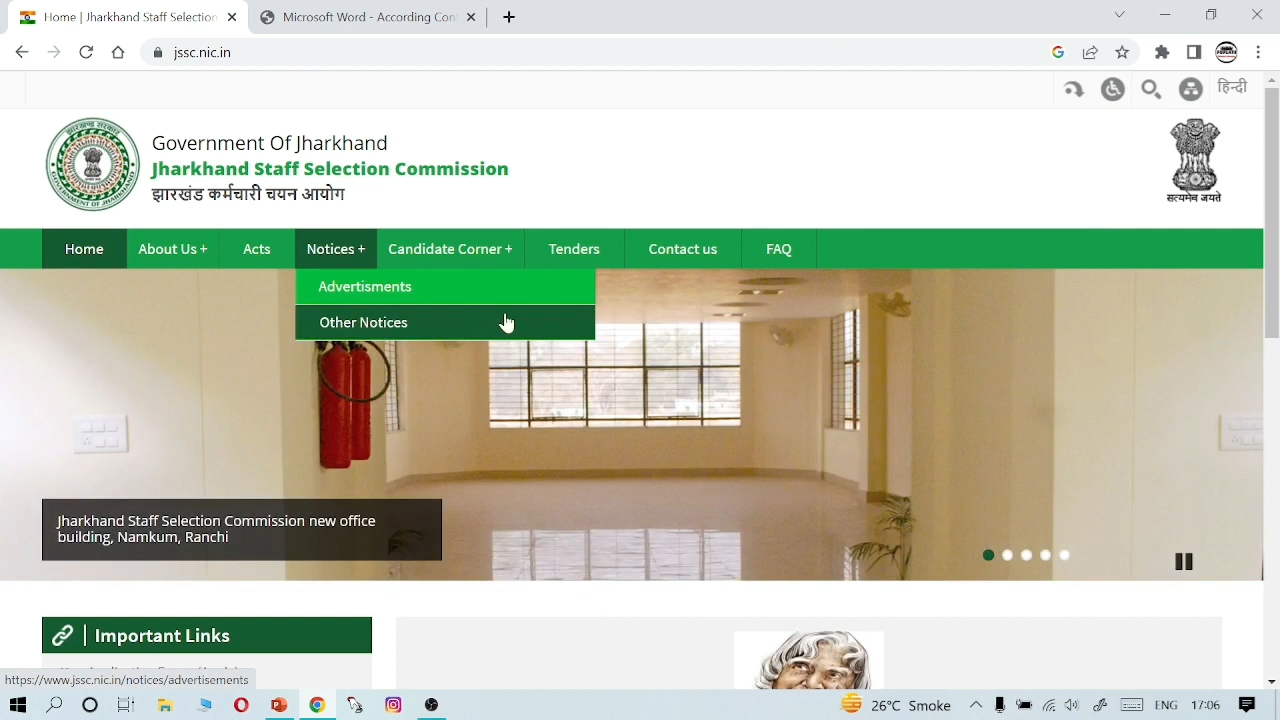 Home | Jharkhand Staff Selection
Microsoft Word - According Com
jssc.nic.in
हिन्दी
Government Of Jharkhand
Jharkhand Staff Selection Commission
झारखंड कर्मचारी चयन आयोग
सत्यमेव जयते
Home
About Us +
Acts
Notices +
Candidate Corner +
Tenders
Contact us
FAQ
Advertisments
Other Notices
Jharkhand Staff Selection Commission new office
building, Namkum, Ranchi
Important Links
https://www.jssc.nic.in/notices/advertisements
26°C Smoke
ENG
17:06